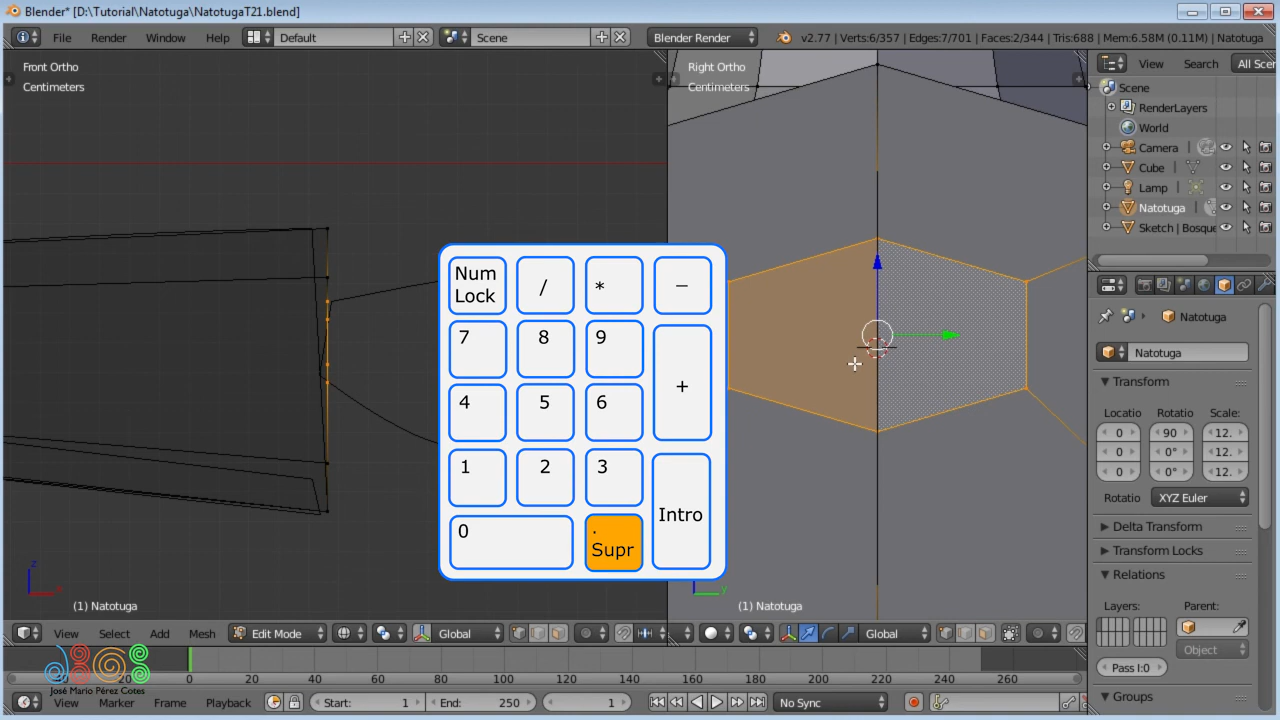 Blender* [D:\Tutorial\Natotuga\NatotugaT21.blend]
File Render Window Help Default Scene Blender Render v2.77 | Verts:6/357 | Edges:7/701 | Faces:2/344 | Tris:688 | Mem:6.58M (0.11M) | Natotuga
Front Ortho
Centimeters
(1) Natotuga
Right Ortho
Centimeters
(1) Natotuga
Num
Lock
/
*
−
7
8
9
+
4
5
6
1
2
3
Intro
0
.
Supr
View Search All Scen
Scene
RenderLayers
World
Camera
Cube
Lamp
Natotuga
Sketch | Bosque
Natotuga
Natotuga
Transform
Locatio Rotatio Scale:
0 90 12.
0 0° 12.
0 0° 12.
Rotatio XYZ Euler
Delta Transform
Transform Locks
Relations
Layers: Parent:
Object
Pass I:0
Groups
View Select Add Mesh Edit Mode Global
Global
0 20 40 60 80 100 120 140 160 180 200 220 240 260
José Mario Pérez Cotes
View Marker Frame Playback Start: 1 End: 250 1 No Sync